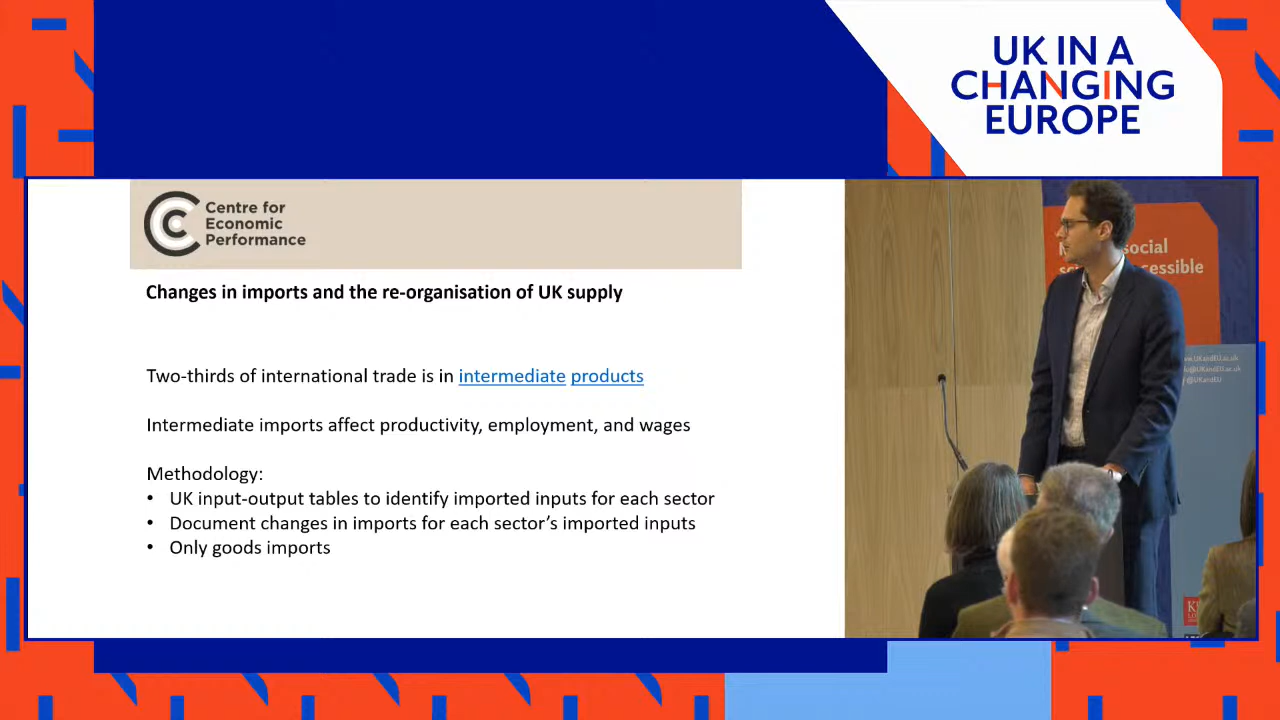 UK IN A
CHANGING
EUROPE
Centre for
Economic
Performance
Changes in imports and the re-organisation of UK supply
Two-thirds of international trade is in intermediate products
Intermediate imports affect productivity, employment, and wages
Methodology:
• UK input-output tables to identify imported inputs for each sector
• Document changes in imports for each sector's imported inputs
• Only goods imports
social
cessible
@UKandEU